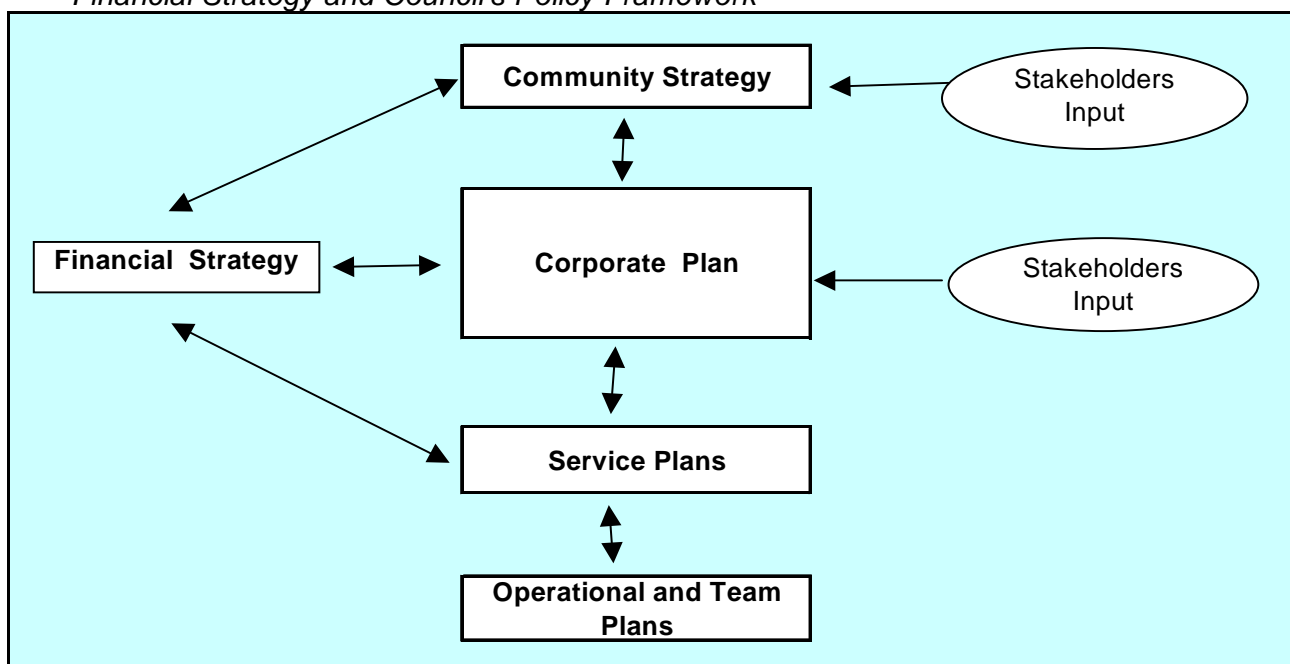 Financial Strategy and Council's Policy Framework
Community Strategy
Stakeholders
Input
Financial Strategy
Corporate Plan
Stakeholders
Input
Service Plans
Operational and Team
Plans